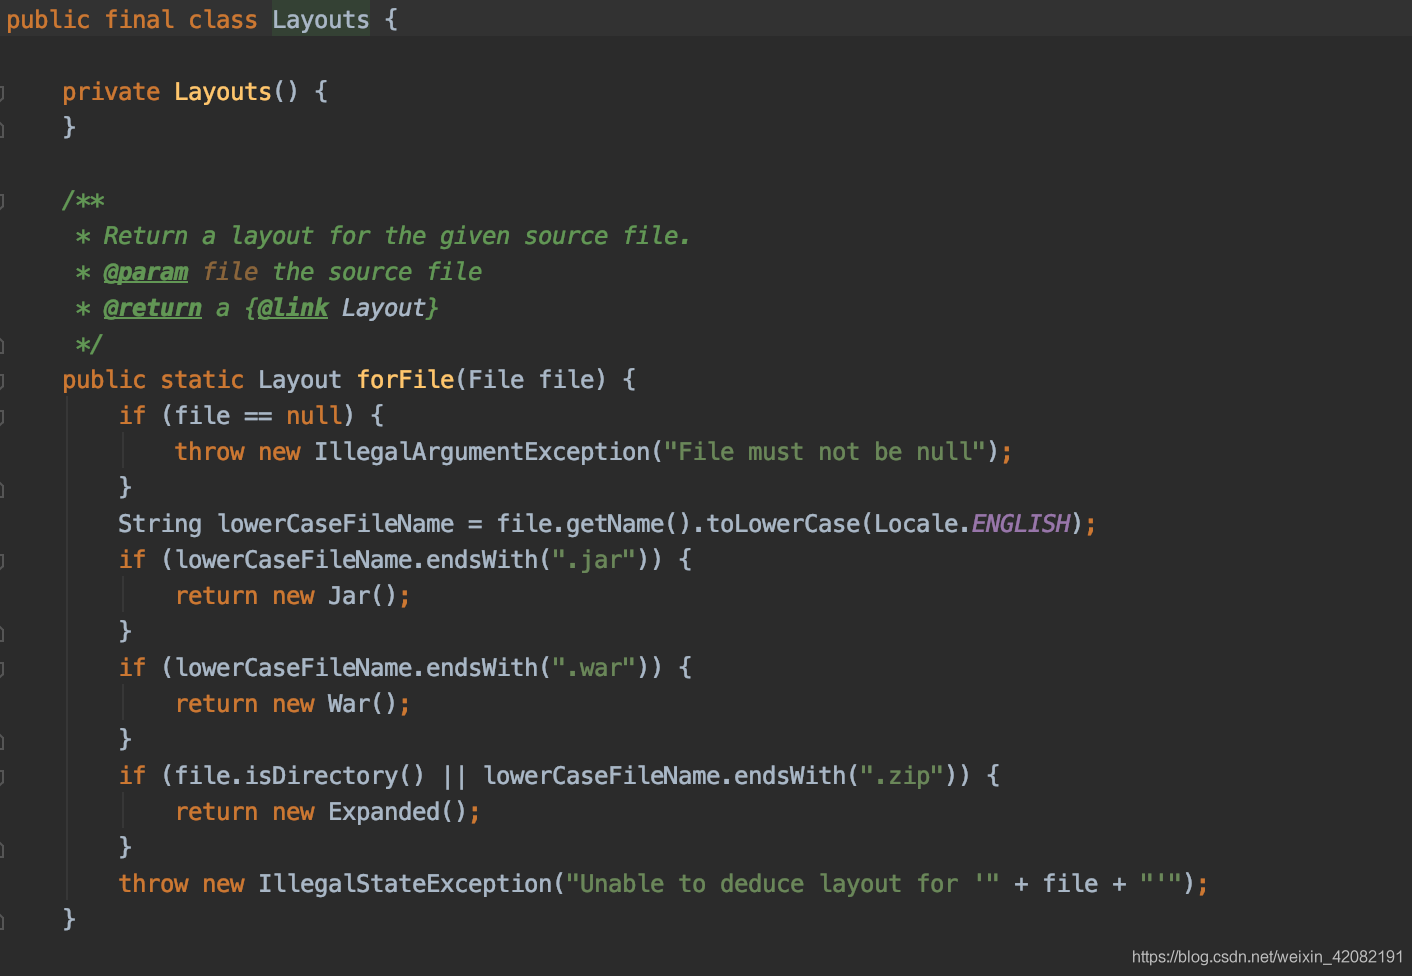 public final class Layouts {
private Layouts() {
}
/**
* Return a layout for the given source file.
* @param file the source file
* @return a {@link Layout}
*/
public static Layout forFile(File file) {
if (file == null) {
throw new IllegalArgumentException("File must not be null");
}
String lowerCaseFileName = file.getName().toLowerCase(Locale.ENGLISH);
if (lowerCaseFileName.endsWith(".jar")) {
return new Jar();
}
if (lowerCaseFileName.endsWith(".war")) {
return new War();
}
if (file.isDirectory() || lowerCaseFileName.endsWith(".zip")) {
return new Expanded();
}
throw new IllegalStateException("Unable to deduce layout for '" + file + "'");
}
https://blog.csdn.net/weixin_42082191